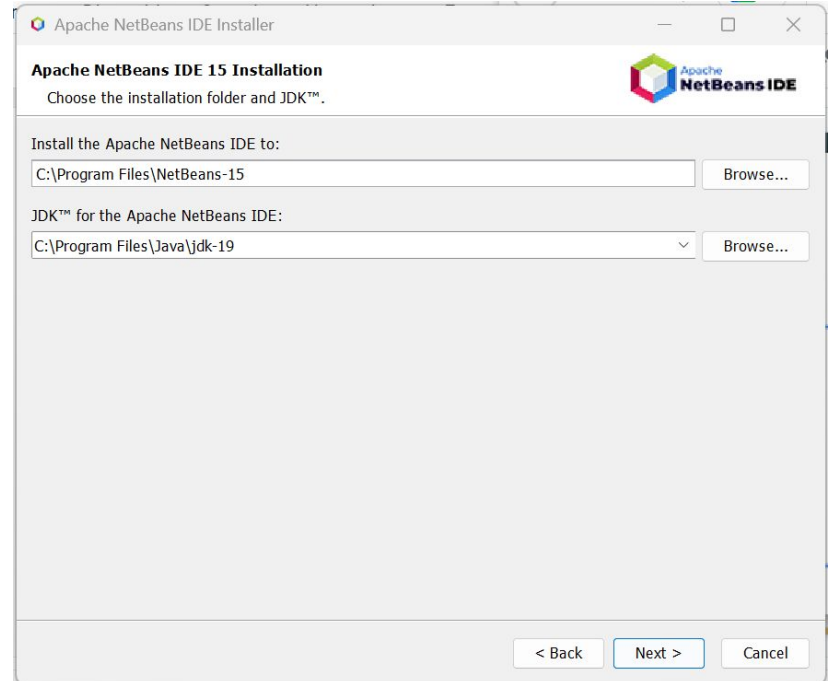 Apache NetBeans IDE Installer
Apache NetBeans IDE 15 Installation
Choose the installation folder and JDK™.
Apache
NetBeans IDE
Install the Apache NetBeans IDE to:
C:\Program Files\NetBeans-15
Browse...
JDK™ for the Apache NetBeans IDE:
C:\Program Files\Java\jdk-19
Browse...
< Back
Next >
Cancel